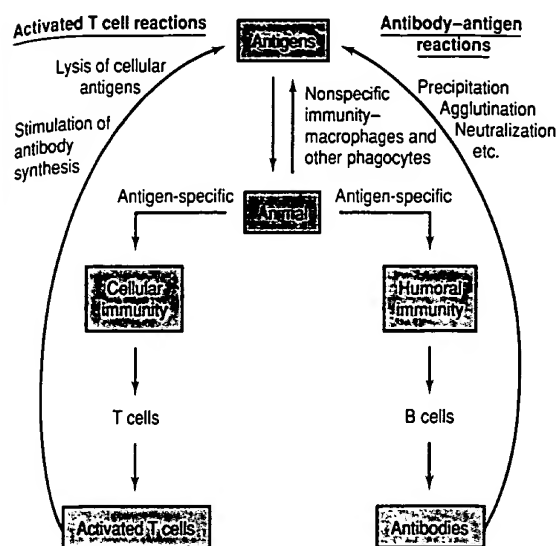 Activated T cell reactions
Lysis of cellular
antigens
Stimulation of
antibody
synthesis
Antigens
Antibody–antigen
reactions
Precipitation
Agglutination
Neutralization
etc.
Nonspecific
immunity–
macrophages and
other phagocytes
Antigen-specific
Animal
Antigen-specific
Cellular
immunity
Humoral
immunity
T cells
B cells
Activated T cells
Antibodies